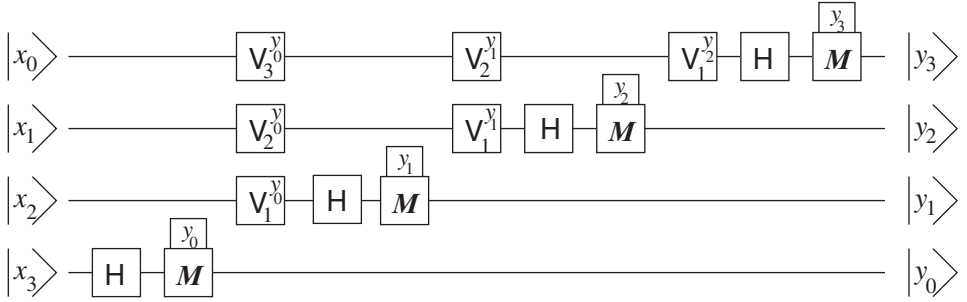 y₃
|x₀⟩ V₃^y₀ V₂^y₁ V₁^y₂ H M |y₃⟩
y₂
|x₁⟩ V₂^y₀ V₁^y₁ H M |y₂⟩
y₁
|x₂⟩ V₁^y₀ H M |y₁⟩
y₀
|x₃⟩ H M |y₀⟩